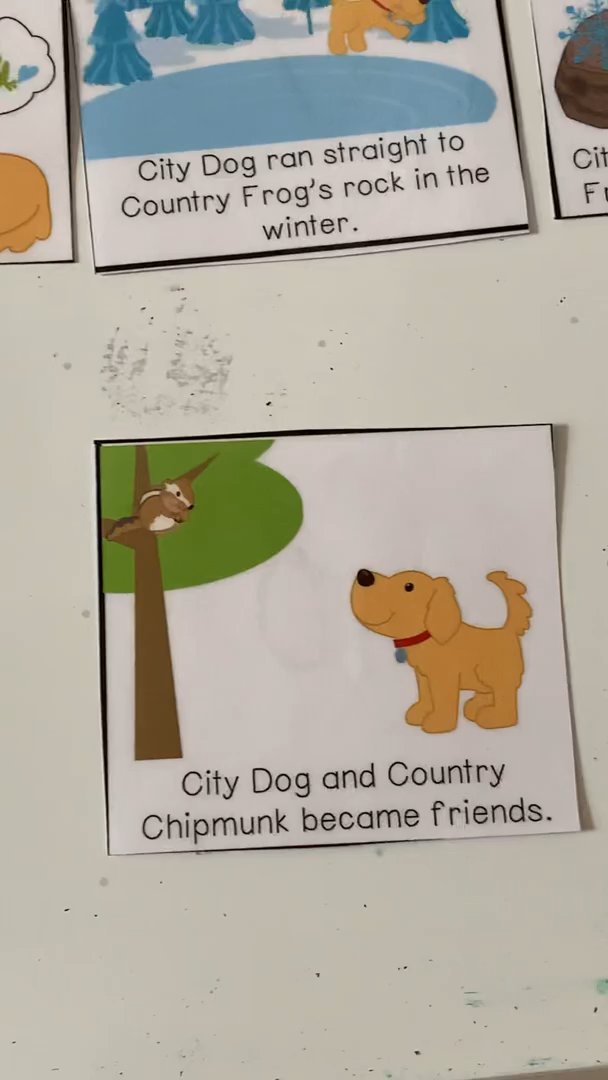 City Dog ran straight to
Country Frog's rock in the
winter.
City Dog and Country
Chipmunk became friends.